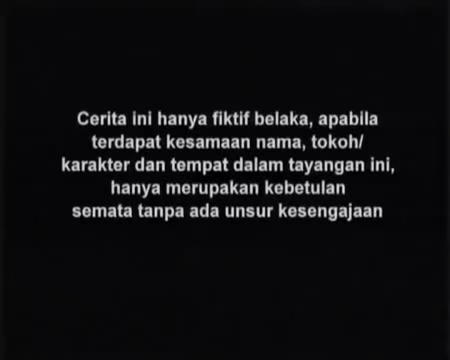 Cerita ini hanya fiktif belaka, apabila
terdapat kesamaan nama, tokoh/
karakter dan tempat dalam tayangan ini,
hanya merupakan kebetulan
semata tanpa ada unsur kesengajaan